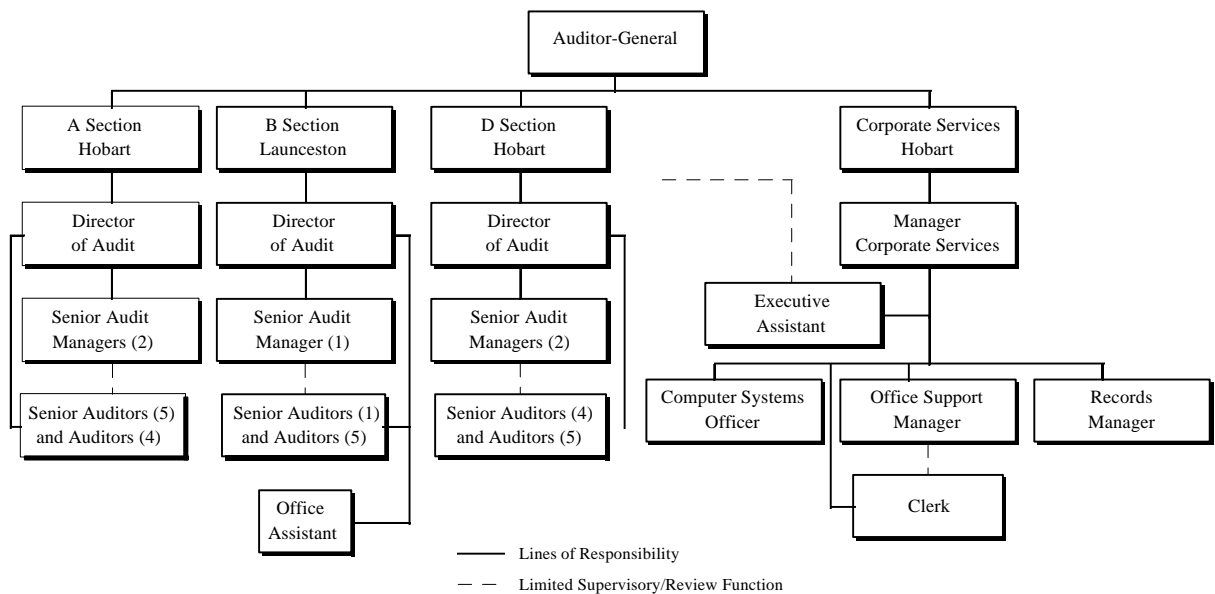 Auditor-General
A Section
Hobart
B Section
Launceston
D Section
Hobart
Corporate Services
Hobart
Director
of Audit
Director
of Audit
Director
of Audit
Manager
Corporate Services
Senior Audit
Managers (2)
Senior Audit
Manager (1)
Senior Audit
Managers (2)
Executive
Assistant
Senior Auditors (5)
and Auditors (4)
Senior Auditors (1)
and Auditors (5)
Senior Auditors (4)
and Auditors (5)
Computer Systems
Officer
Office Support
Manager
Records
Manager
Office
Assistant
Clerk
Lines of Responsibility
Limited Supervisory/Review Function